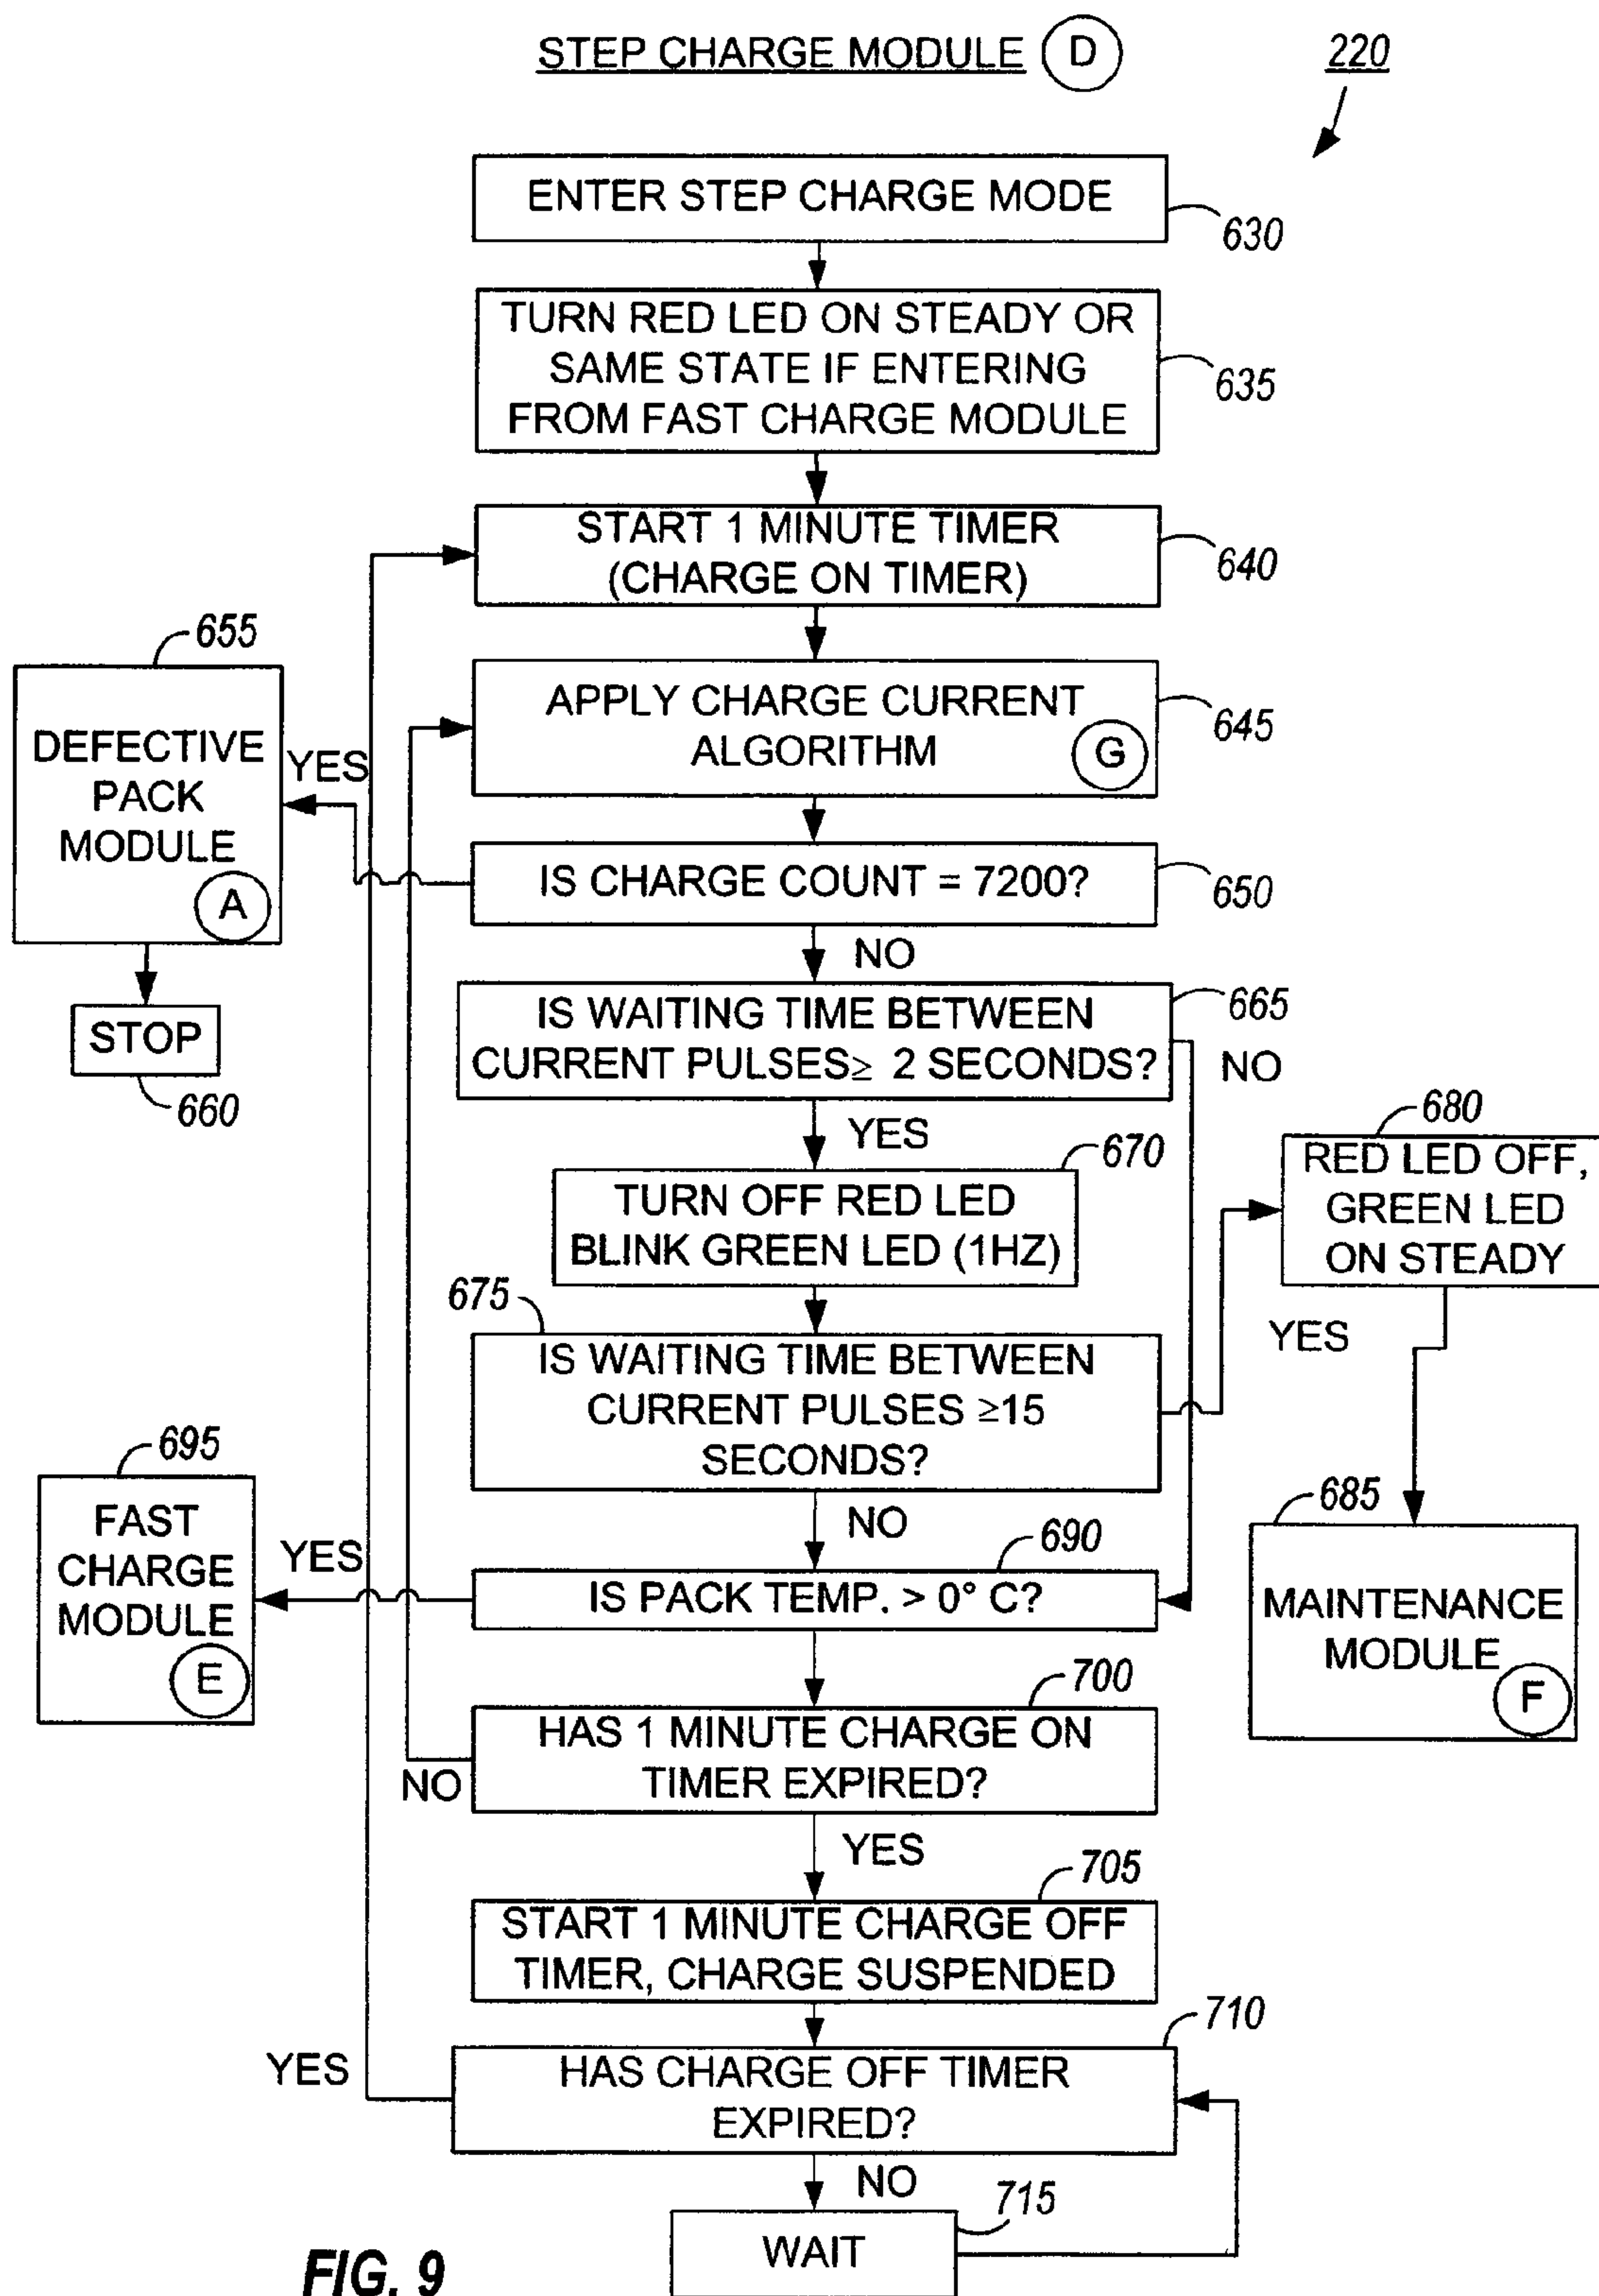 STEP CHARGE MODULE D
220
ENTER STEP CHARGE MODE
630
TURN RED LED ON STEADY OR
SAME STATE IF ENTERING
FROM FAST CHARGE MODULE
635
START 1 MINUTE TIMER
(CHARGE ON TIMER)
640
655
DEFECTIVE
PACK
MODULE
A
YES
APPLY CHARGE CURRENT
ALGORITHM
G
645
IS CHARGE COUNT = 7200?
650
NO
STOP
660
IS WAITING TIME BETWEEN
CURRENT PULSES≥ 2 SECONDS?
665
NO
YES
670
TURN OFF RED LED
BLINK GREEN LED (1HZ)
680
RED LED OFF,
GREEN LED
ON STEADY
YES
675
IS WAITING TIME BETWEEN
CURRENT PULSES ≥15
SECONDS?
NO
685
MAINTENANCE
MODULE
F
695
FAST
CHARGE
MODULE
E
YES
690
IS PACK TEMP. > 0° C?
700
HAS 1 MINUTE CHARGE ON
TIMER EXPIRED?
NO
YES
705
START 1 MINUTE CHARGE OFF
TIMER, CHARGE SUSPENDED
710
YES
HAS CHARGE OFF TIMER
EXPIRED?
NO
715
WAIT
FIG. 9